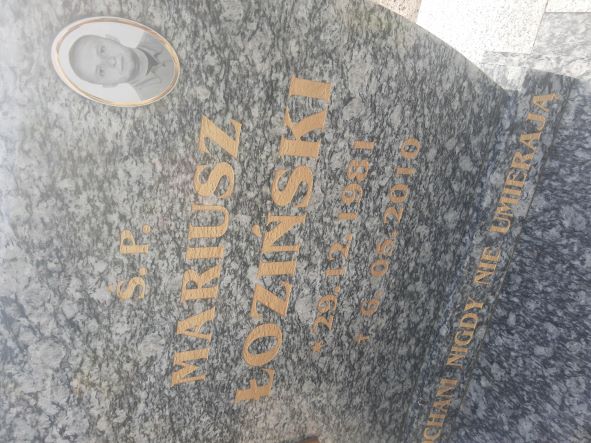 Ś. P.
MARIUSZ
ŁOZIŃSKI
* 29.12.1981
✝ 6.05.2010
NIGDY NIE UMIERAJĄ